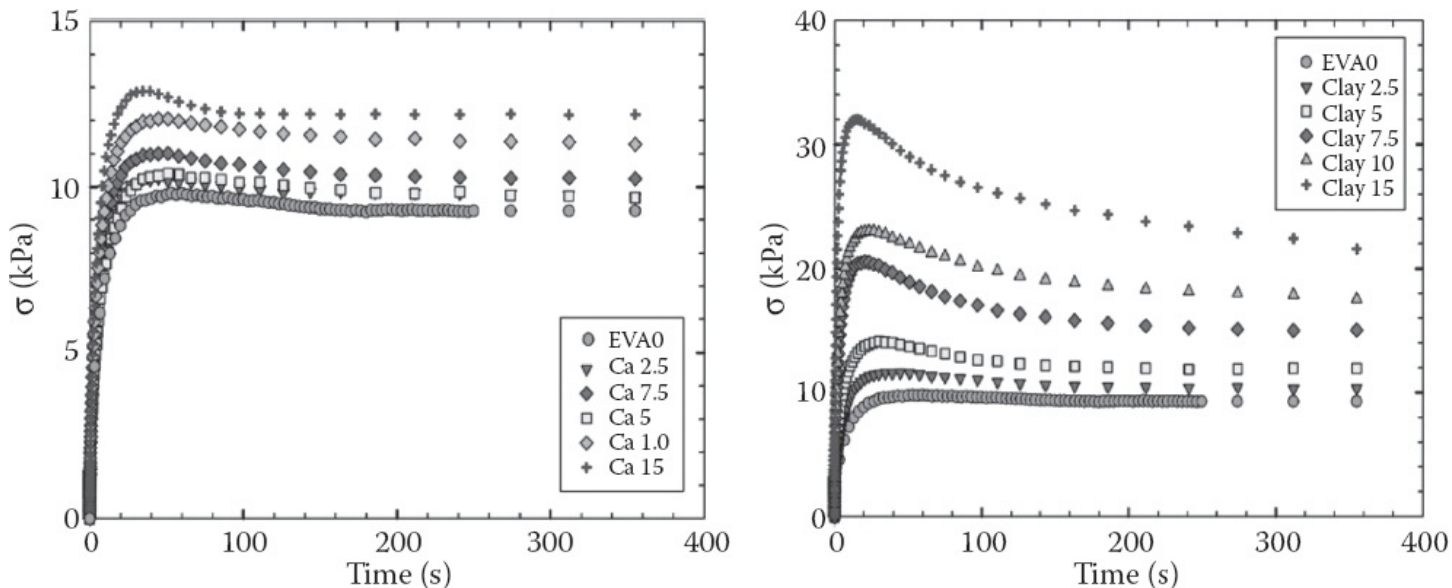 15
10
5
0
σ (kPa)
0
100
200
300
400
Time (s)
EVA0
Ca 2.5
Ca 7.5
Ca 5
Ca 1.0
Ca 15
40
30
20
10
0
σ (kPa)
0
100
200
300
400
Time (s)
EVA0
Clay 2.5
Clay 5
Clay 7.5
Clay 10
Clay 15